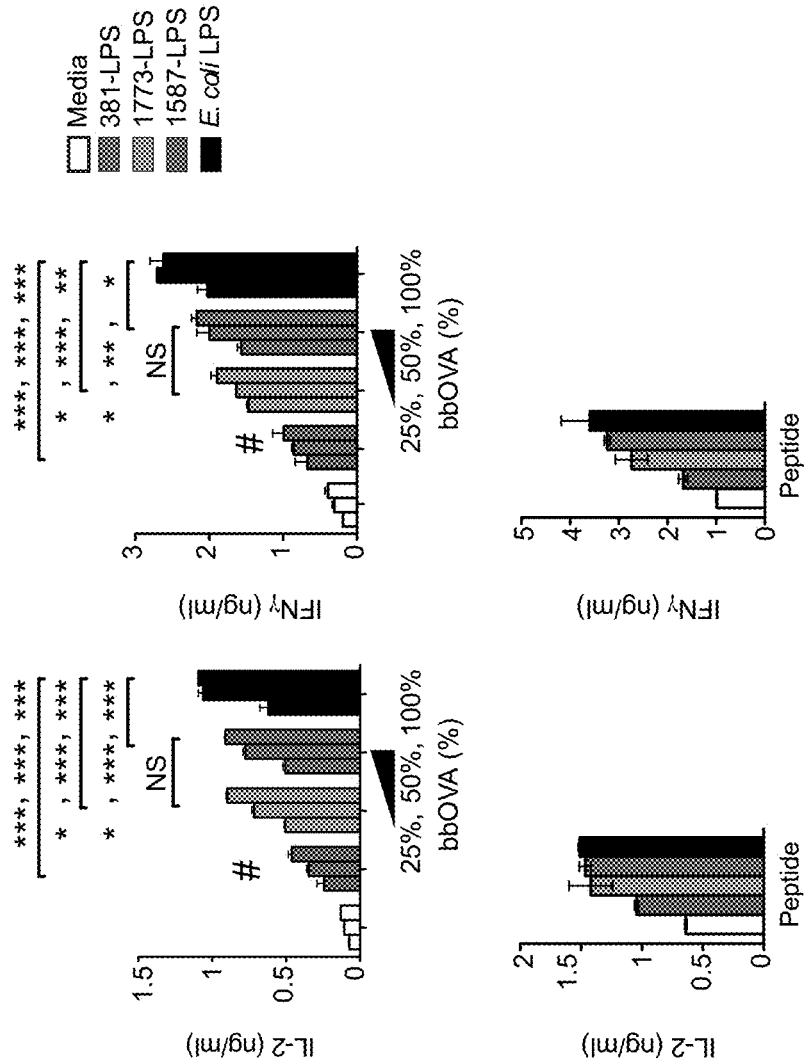 Media
381-LPS
1773-LPS
1587-LPS
E. coli LPS
***, ***, ***
*, ***, ***
*, ***, ***
NS
#
IL-2 (ng/ml)
1.5
1
0.5
0
25%, 50%, 100%
bbOVA (%)
***, ***, ***
*, ***, **
*, **, *
NS
#
IFNγ (ng/ml)
3
2
1
0
25%, 50%, 100%
bbOVA (%)
IL-2 (ng/ml)
2
1.5
1
0.5
0
Peptide
IFNγ (ng/ml)
5
4
3
2
1
0
Peptide